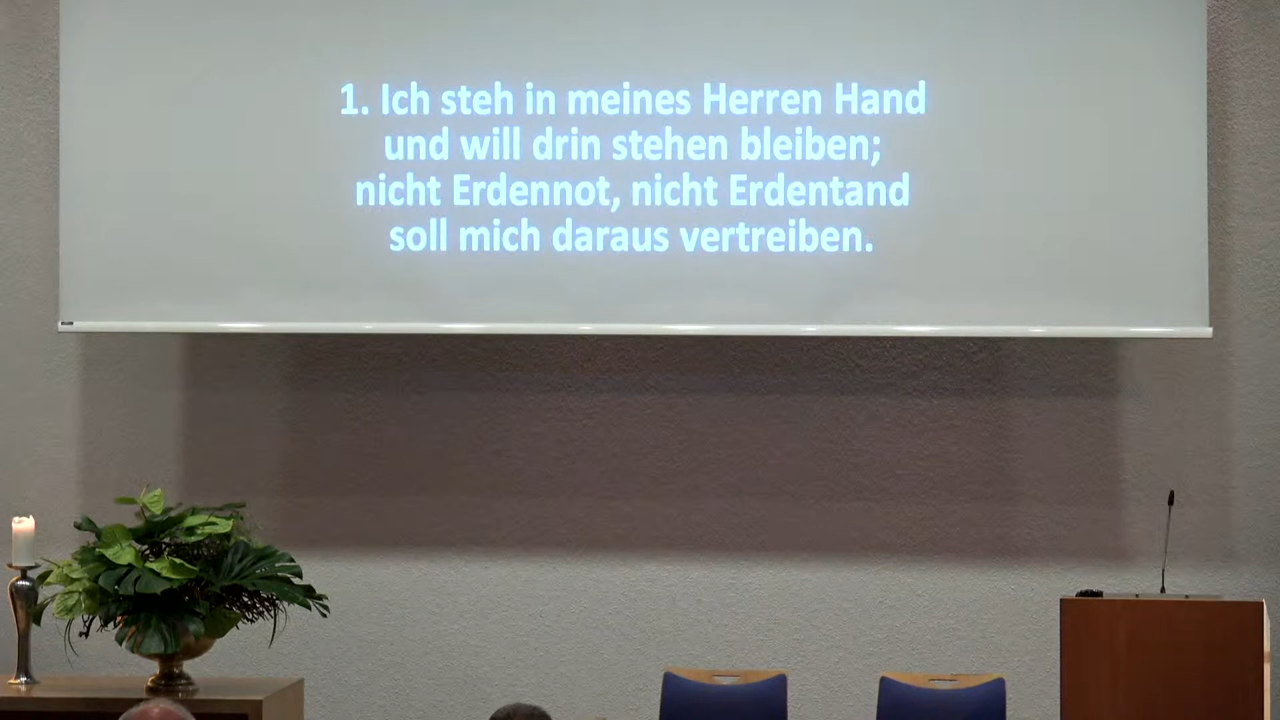 1. Ich steh in meines Herren Hand
und will drin stehen bleiben;
nicht Erdennot, nicht Erdentand
soll mich daraus vertreiben.